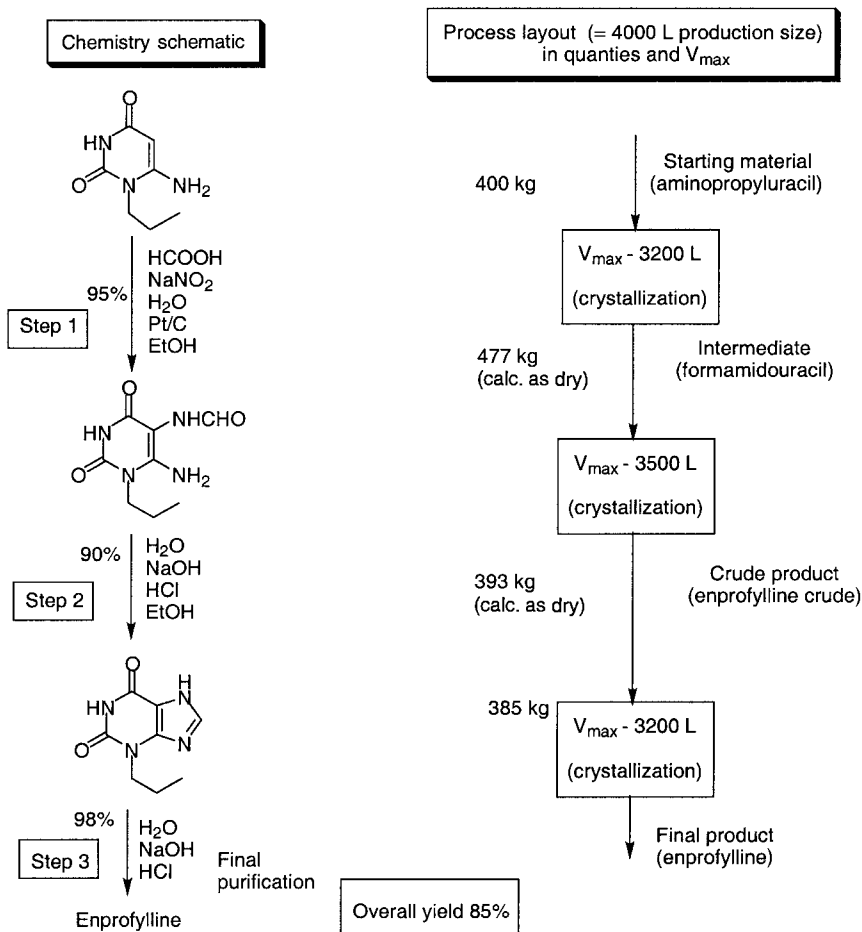 Chemistry schematic
O
HN
O
N
NH2
HCOOH
NaNO2
95%
H2O
Step 1
Pt/C
EtOH
O
NHCHO
HN
O
N
NH2
90%
H2O
NaOH
Step 2
HCl
EtOH
O
H
N
HN
O
N
N
98%
H2O
NaOH
Step 3
HCl
Final
purification
Enprofylline
Overall yield 85%
Process layout (= 4000 L production size)
in quanties and Vmax
400 kg
Starting material
(aminopropyluracil)
Vmax - 3200 L
(crystallization)
477 kg
(calc. as dry)
Intermediate
(formamidouracil)
Vmax - 3500 L
(crystallization)
393 kg
(calc. as dry)
Crude product
(enprofylline crude)
385 kg
Vmax - 3200 L
(crystallization)
Final product
(enprofylline)